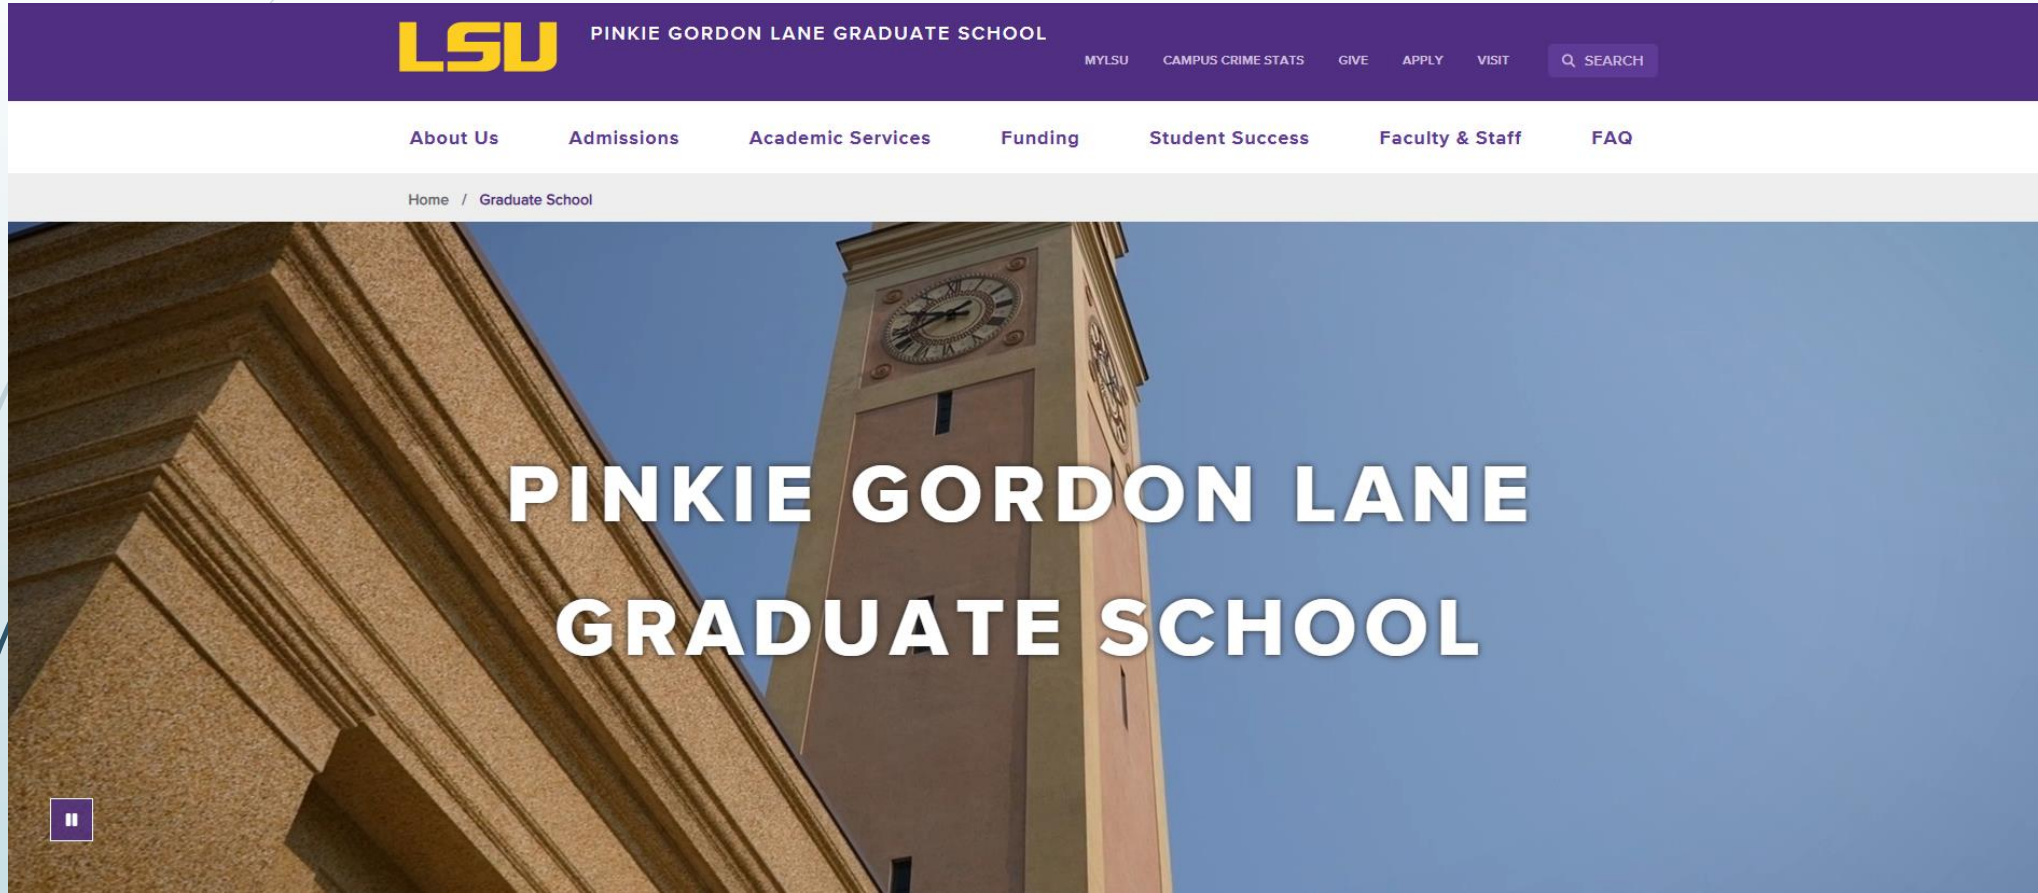 LSU
PINKIE GORDON LANE GRADUATE SCHOOL
MYLSU CAMPUS CRIME STATS GIVE APPLY VISIT SEARCH
About Us Admissions Academic Services Funding Student Success Faculty & Staff FAQ
Home / Graduate School
PINKIE GORDON LANE
GRADUATE SCHOOL